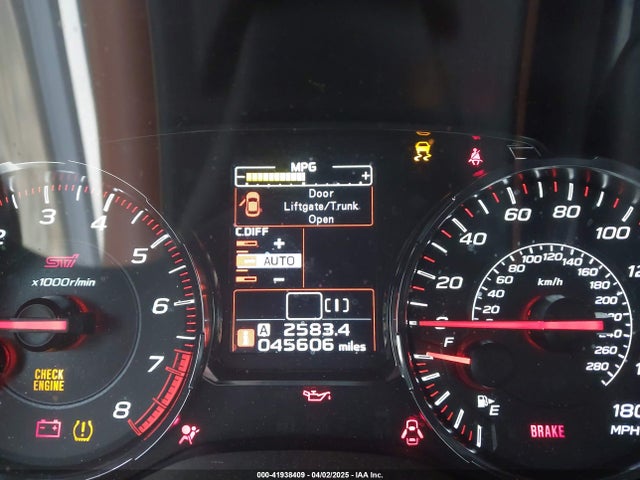 MPG
- +
Door
Liftgate/Trunk
Open
C.DIFF
+
AUTO
-
[I]
A 2583.4
i 045606 miles
2 3 4 5 6 7 8
STI
x1000r/min
CHECK
ENGINE
20 40 60 80 100 180
MPH
20 40 60 80 100 120 140 160 180 200 220 260 280
km/h
C
F
E
BRAKE
000-41938409 - 04/02/2025 - IAA Inc.